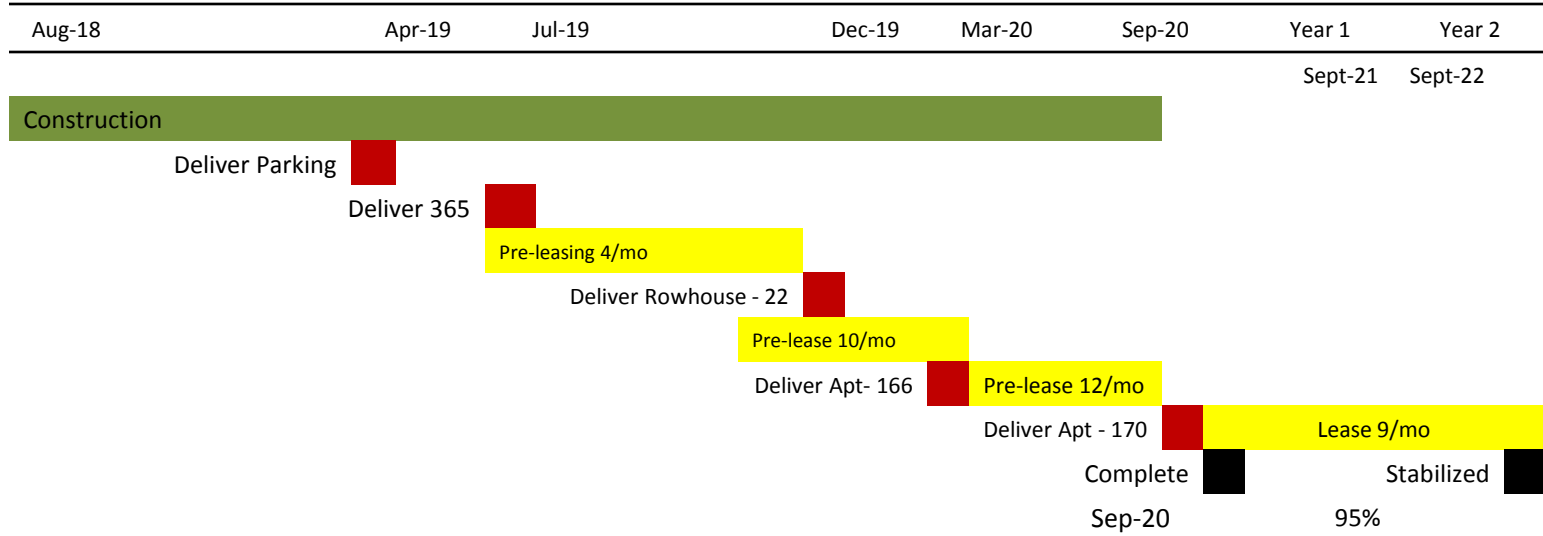 Aug-18 Apr-19 Jul-19 Dec-19 Mar-20 Sep-20 Year 1 Year 2
Sept-21 Sept-22
Construction
Deliver Parking
Deliver 365
Pre-leasing 4/mo
Deliver Rowhouse - 22
Pre-lease 10/mo
Deliver Apt- 166 Pre-lease 12/mo
Deliver Apt - 170 Lease 9/mo
Complete Stabilized
Sep-20 95%